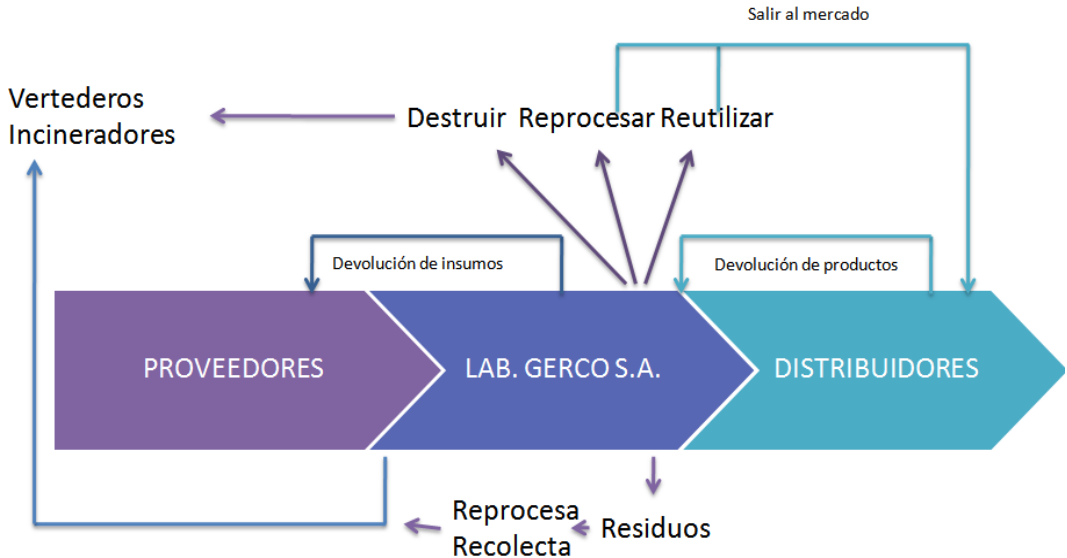 Salir al mercado
Vertederos
Incineradores
Destruir Reprocesar Reutilizar
Devolución de insumos
Devolución de productos
PROVEEDORES
LAB. GERCO S.A.
DISTRIBUIDORES
Reprocesa
Recolecta
Residuos